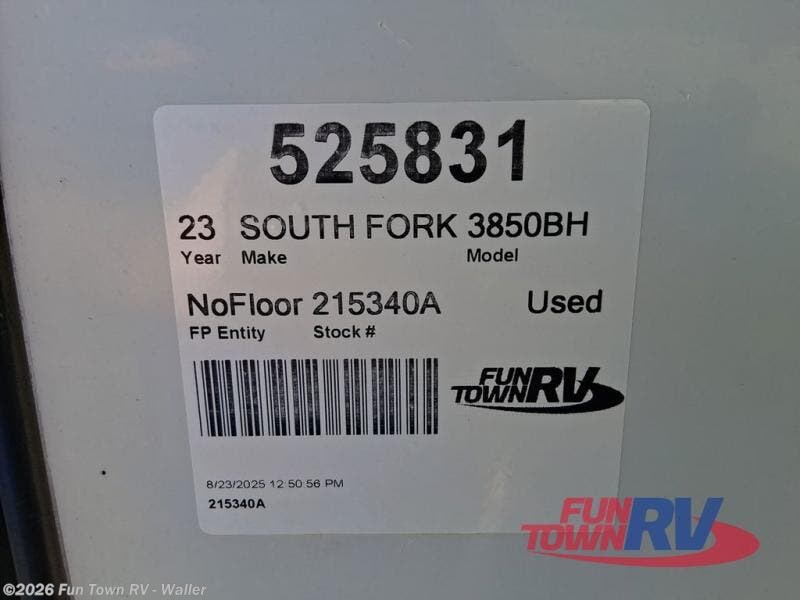 525831
23 SOUTH FORK 3850BH
Year Make Model
NoFloor 215340A Used
FP Entity Stock #
FUN TOWN RV
8/23/2025 12 50 56 PM
215340A
FUN TOWN RV
©2026 Fun Town RV - Waller